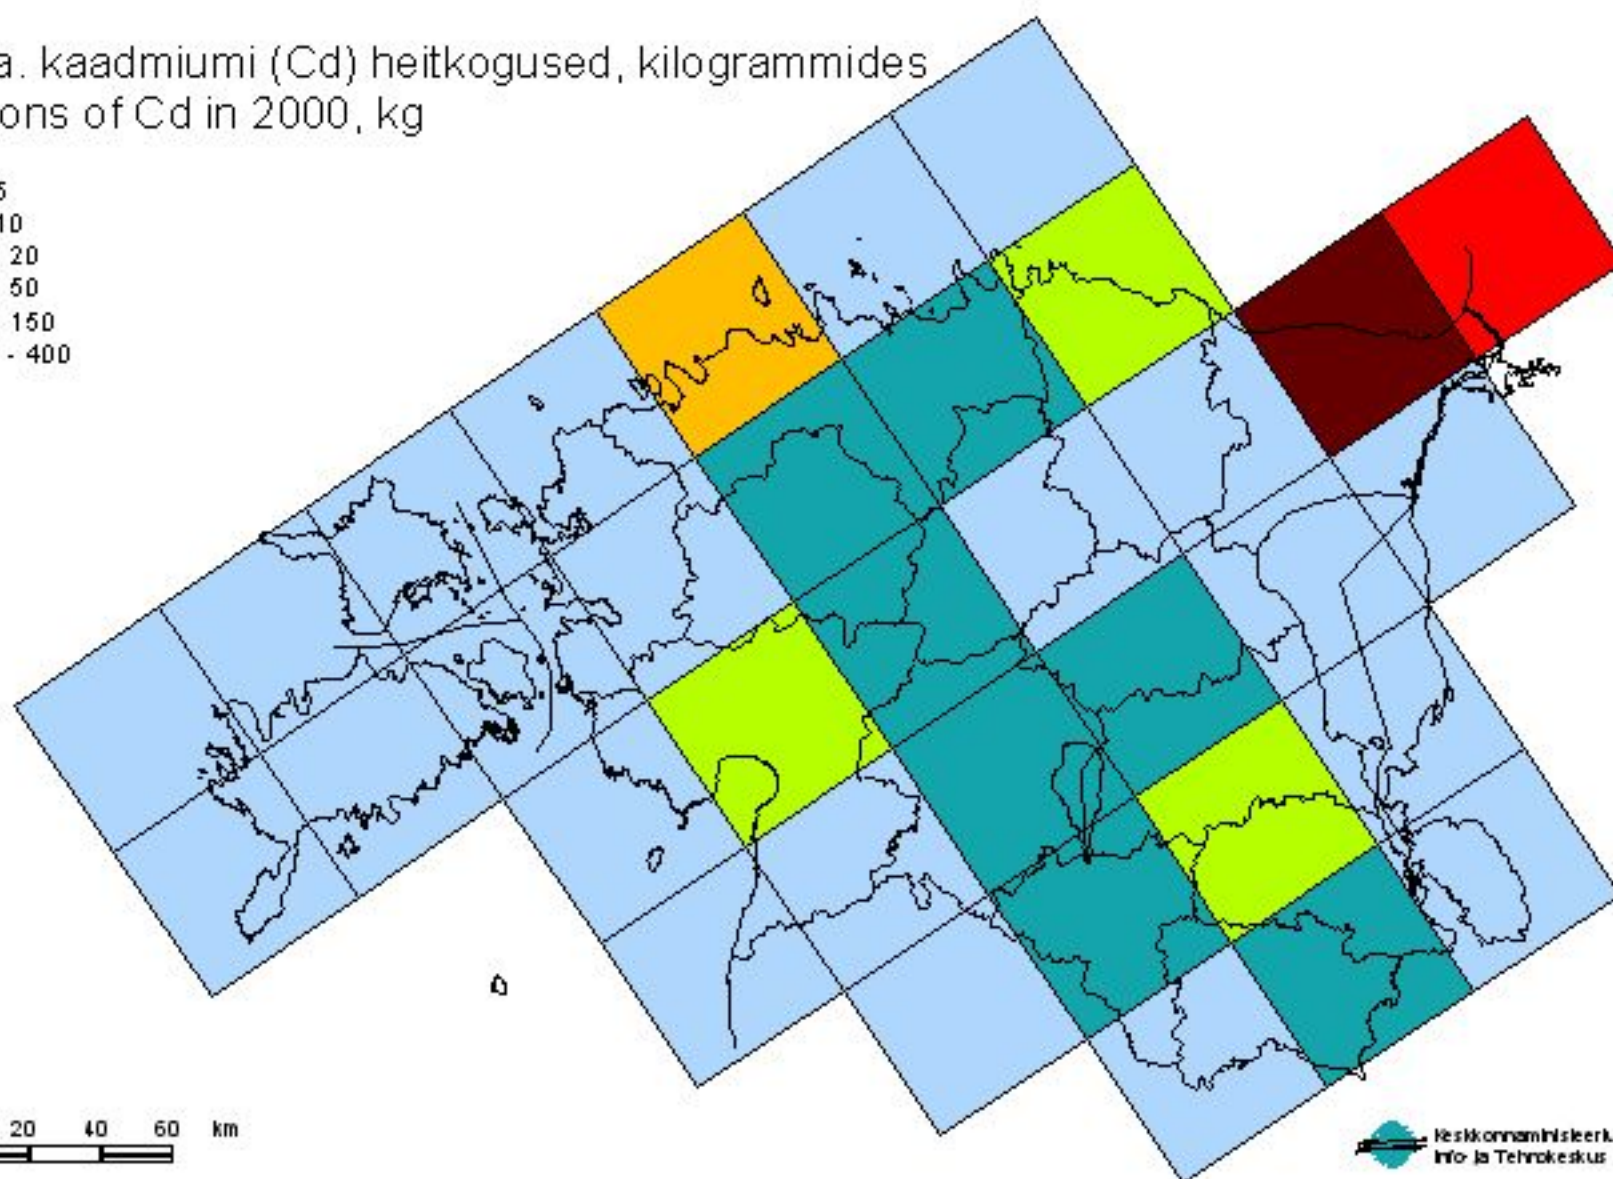 a. kaadmiumi (Cd) heitkogused, kilogrammides
ons of Cd in 2000, kg
5
10
20
50
150
- 400
20 40 60 km
Keskkonnaministeeriu
Info- ja Tehnokeskus